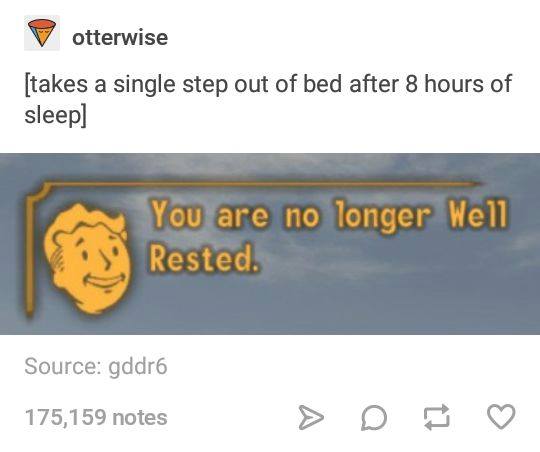 otterwise
[takes a single step out of bed after 8 hours of
sleep]
You are no longer Well
Rested.
Source: gddr6
175,159 notes